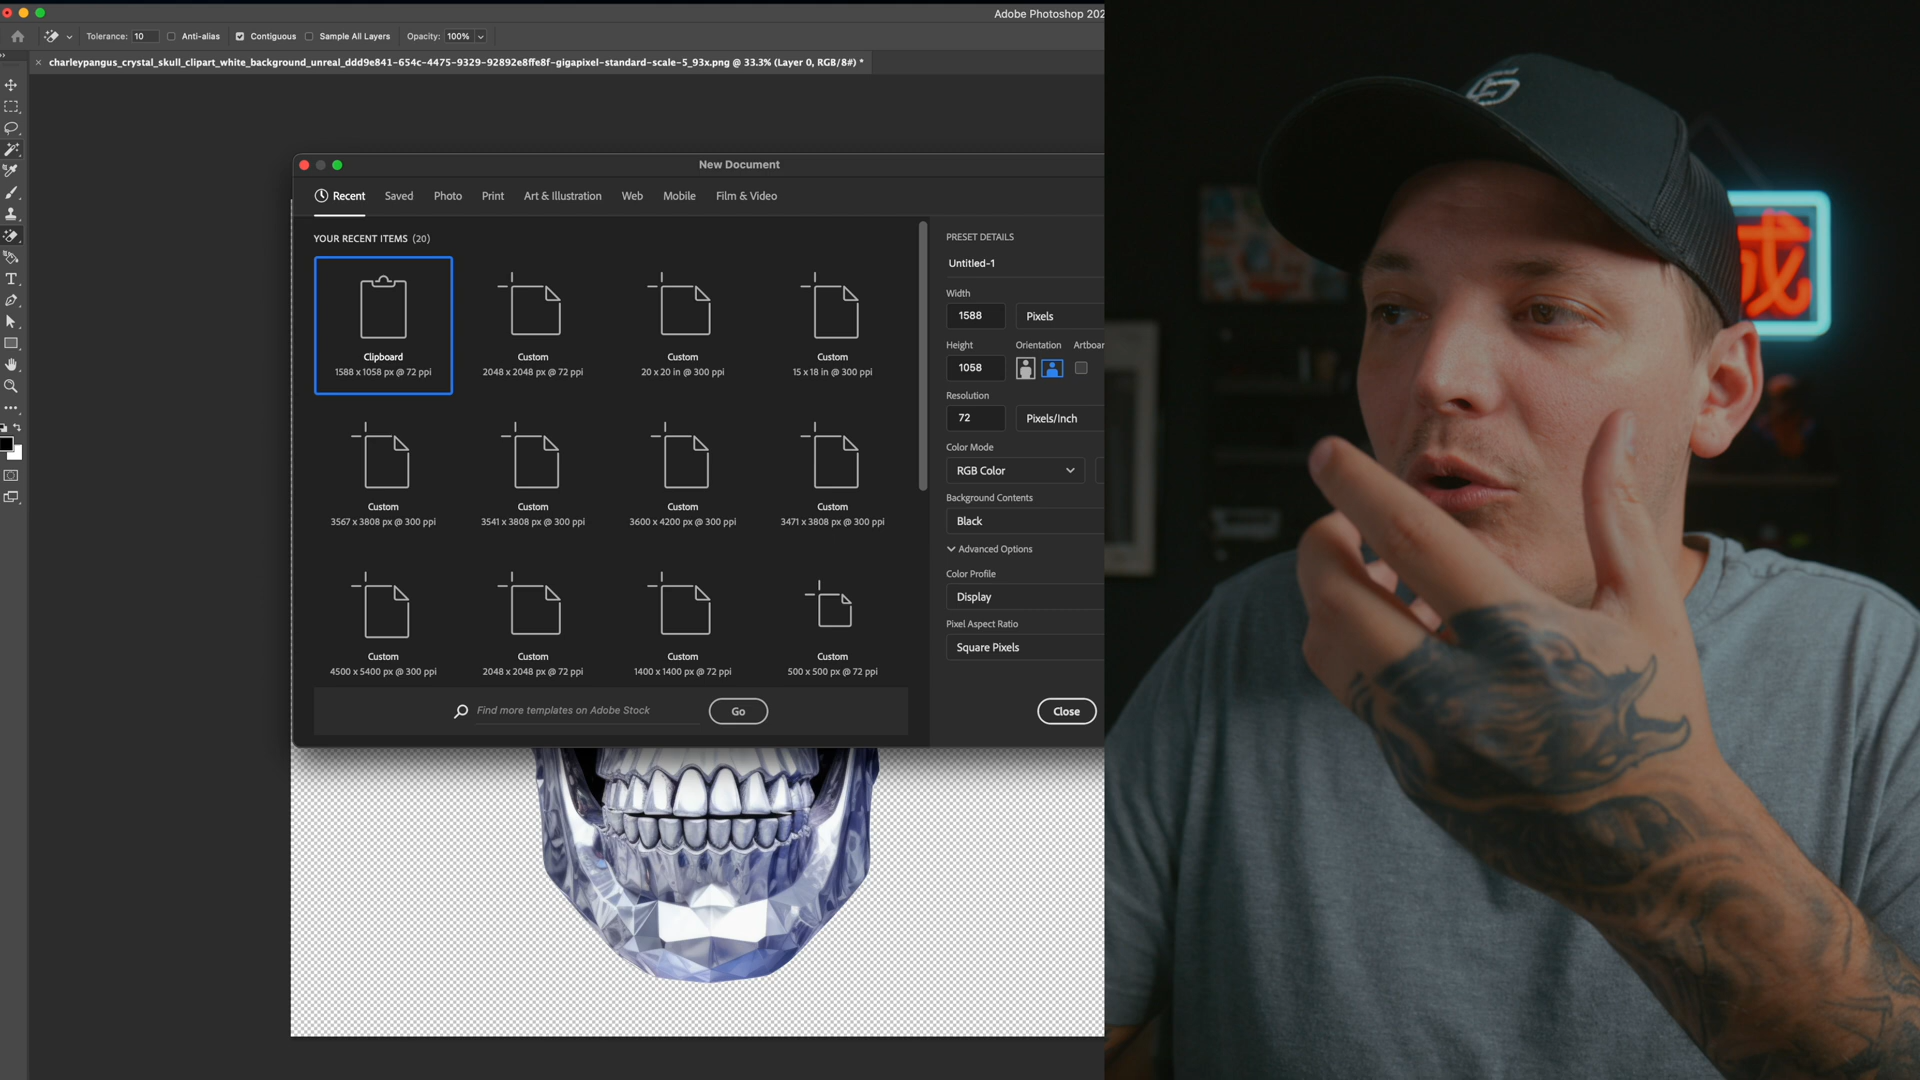 Adobe Photoshop 202
Tolerance: 10 Anti-alias Contiguous Sample All Layers Opacity: 100%
charleypangus_crystal_skull_clipart_white_background_unreal_ddd9e841-654c-4475-9329-92892e8ffe8f-gigapixel-standard-scale-5_93x.png @ 33.3% (Layer 0, RGB/8#) *
New Document
Recent Saved Photo Print Art & Illustration Web Mobile Film & Video
YOUR RECENT ITEMS (20)
Clipboard
1588 x 1058 px @ 72 ppi
Custom
2048 x 2048 px @ 72 ppi
Custom
20 x 20 in @ 300 ppi
Custom
15 x 18 in @ 300 ppi
Custom
3567 x 3808 px @ 300 ppi
Custom
3541 x 3808 px @ 300 ppi
Custom
3600 x 4200 px @ 300 ppi
Custom
3471 x 3808 px @ 300 ppi
Custom
4500 x 5400 px @ 300 ppi
Custom
2048 x 2048 px @ 72 ppi
Custom
1400 x 1400 px @ 72 ppi
Custom
500 x 500 px @ 72 ppi
Find more templates on Adobe Stock
Go
PRESET DETAILS
Untitled-1
Width
1588 Pixels
Height Orientation Artboar
1058
Resolution
72 Pixels/Inch
Color Mode
RGB Color
Background Contents
Black
Advanced Options
Color Profile
Display
Pixel Aspect Ratio
Square Pixels
Close
成